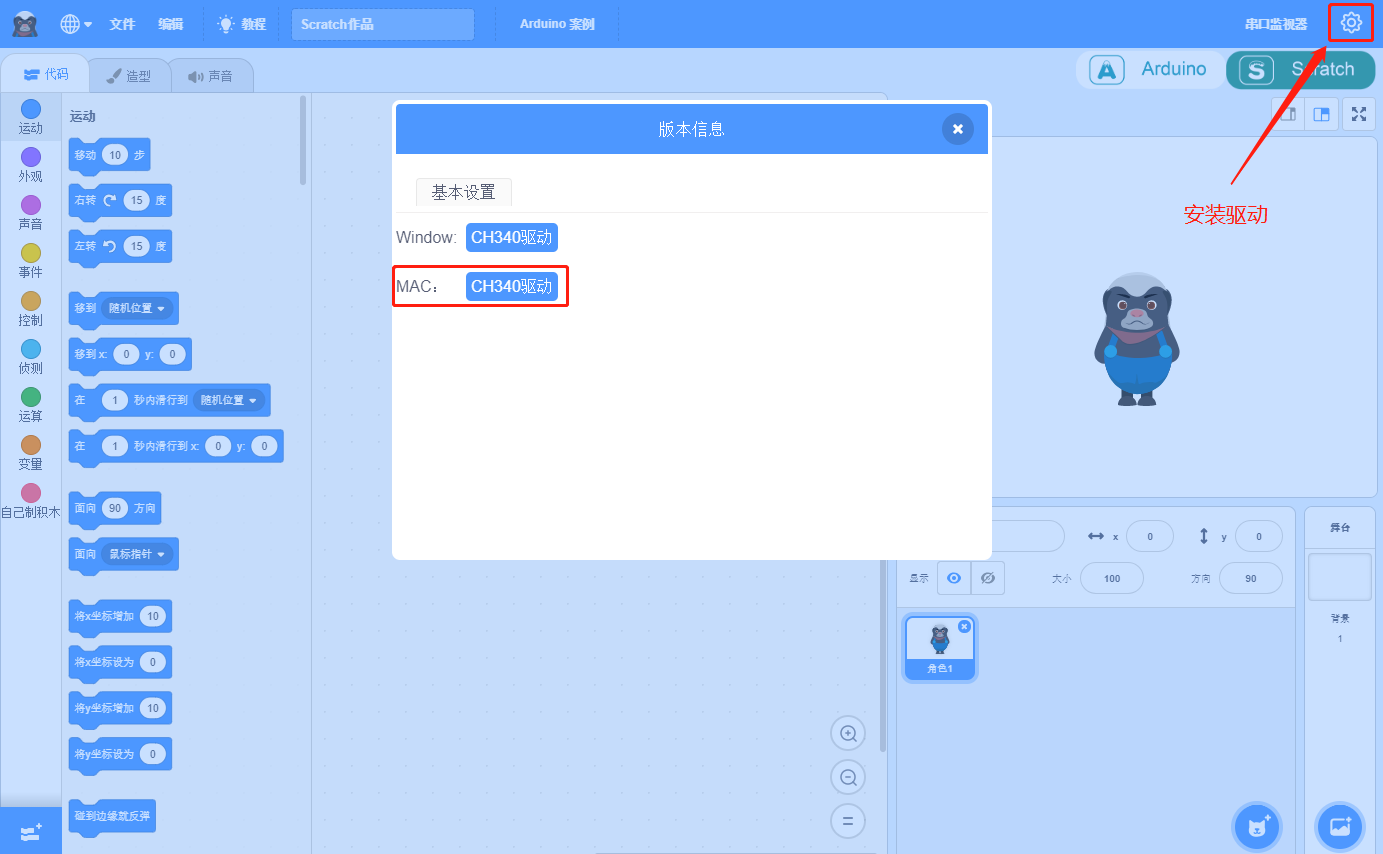 文件 编辑 教程 Scratch作品 Arduino 案例 串口监视器
代码 造型 声音
Arduino Scratch
运动
外观
声音
事件
控制
侦测
运算
变量
自己制积木
运动
移动 10 步
右转 15 度
左转 15 度
移到 随机位置
移到 x: 0 y: 0
在 1 秒内滑行到 随机位置
在 1 秒内滑行到 x: 0 y: 0
面向 90 方向
面向 鼠标指针
将x坐标增加 10
将x坐标设为 0
将y坐标增加 10
将y坐标设为 0
碰到边缘就反弹
版本信息
基本设置
Window: CH340驱动
MAC： CH340驱动
安装驱动
x 0 y 0
显示 大小 100 方向 90
角色1
舞台
背景
1